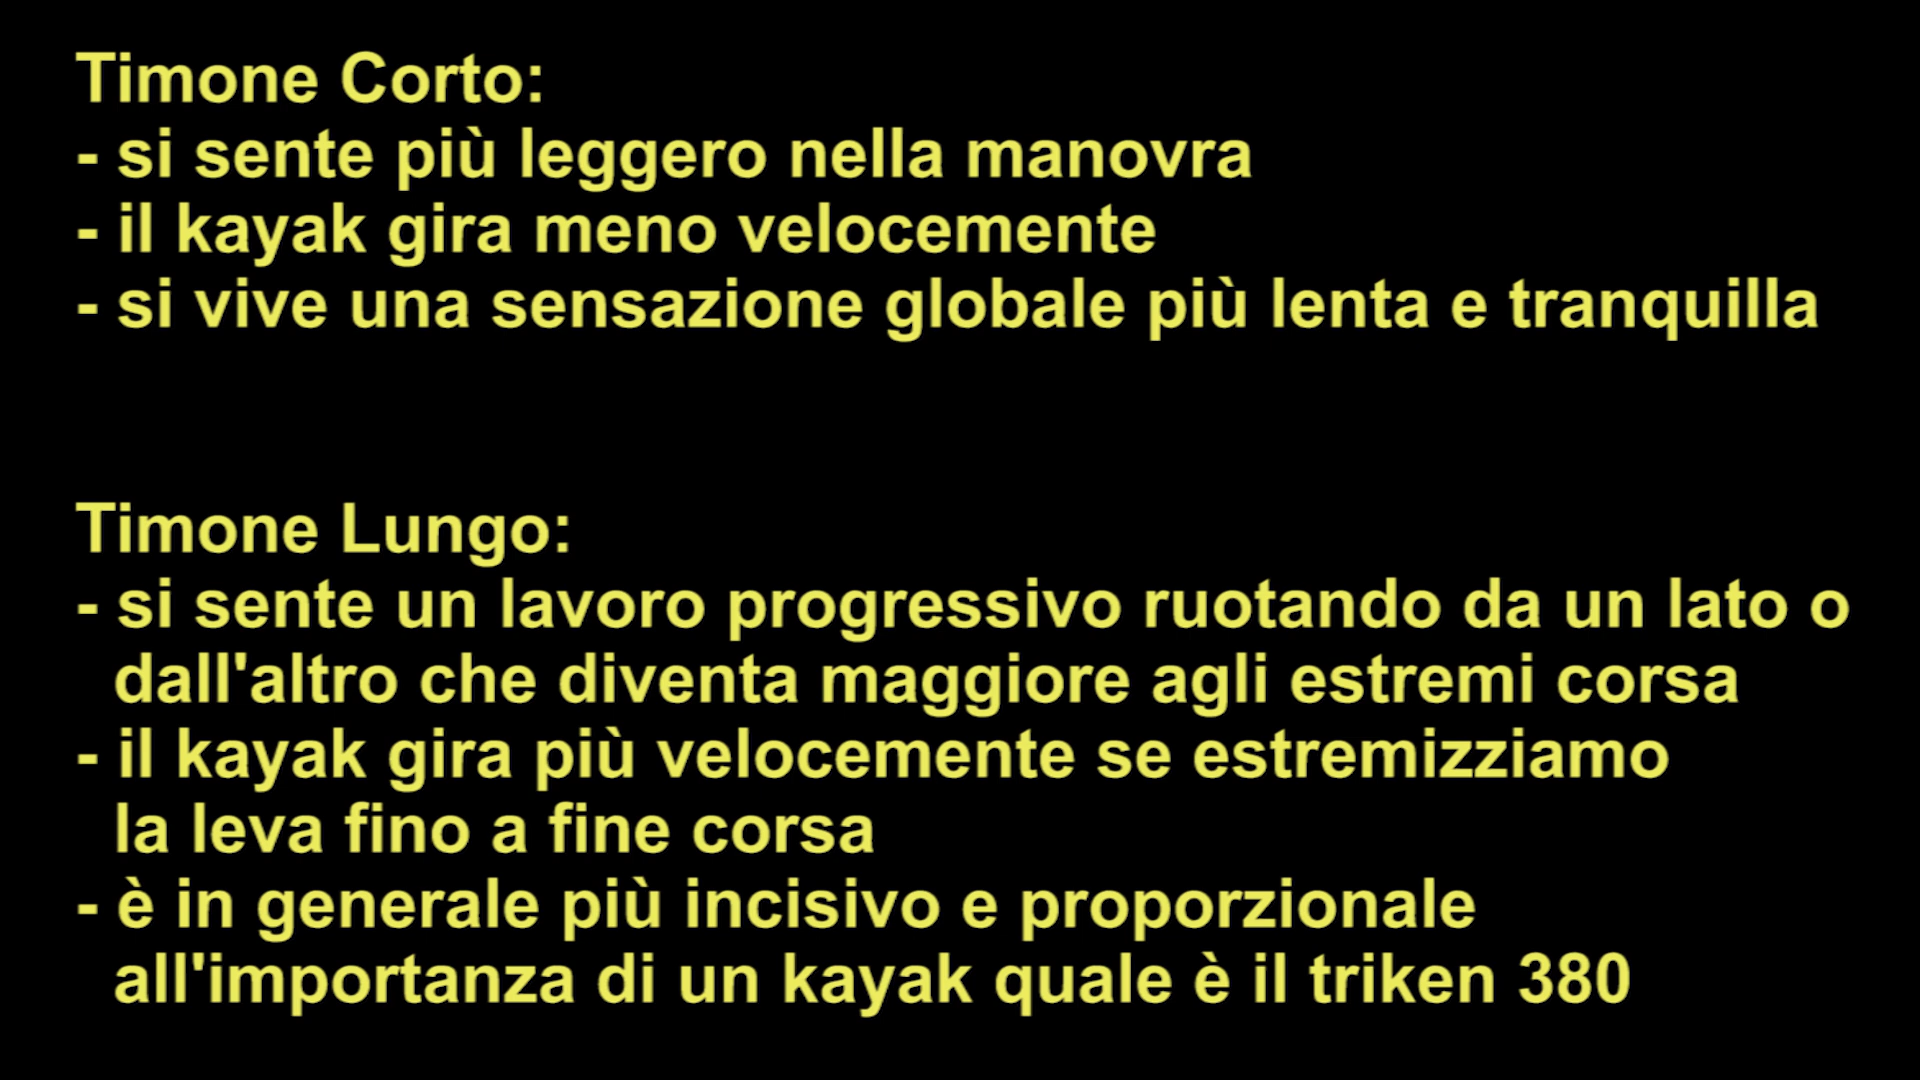 Timone Corto:
- si sente più leggero nella manovra
- il kayak gira meno velocemente
- si vive una sensazione globale più lenta e tranquilla
Timone Lungo:
- si sente un lavoro progressivo ruotando da un lato o
dall'altro che diventa maggiore agli estremi corsa
- il kayak gira più velocemente se estremizziamo
la leva fino a fine corsa
- è in generale più incisivo e proporzionale
all'importanza di un kayak quale è il triken 380